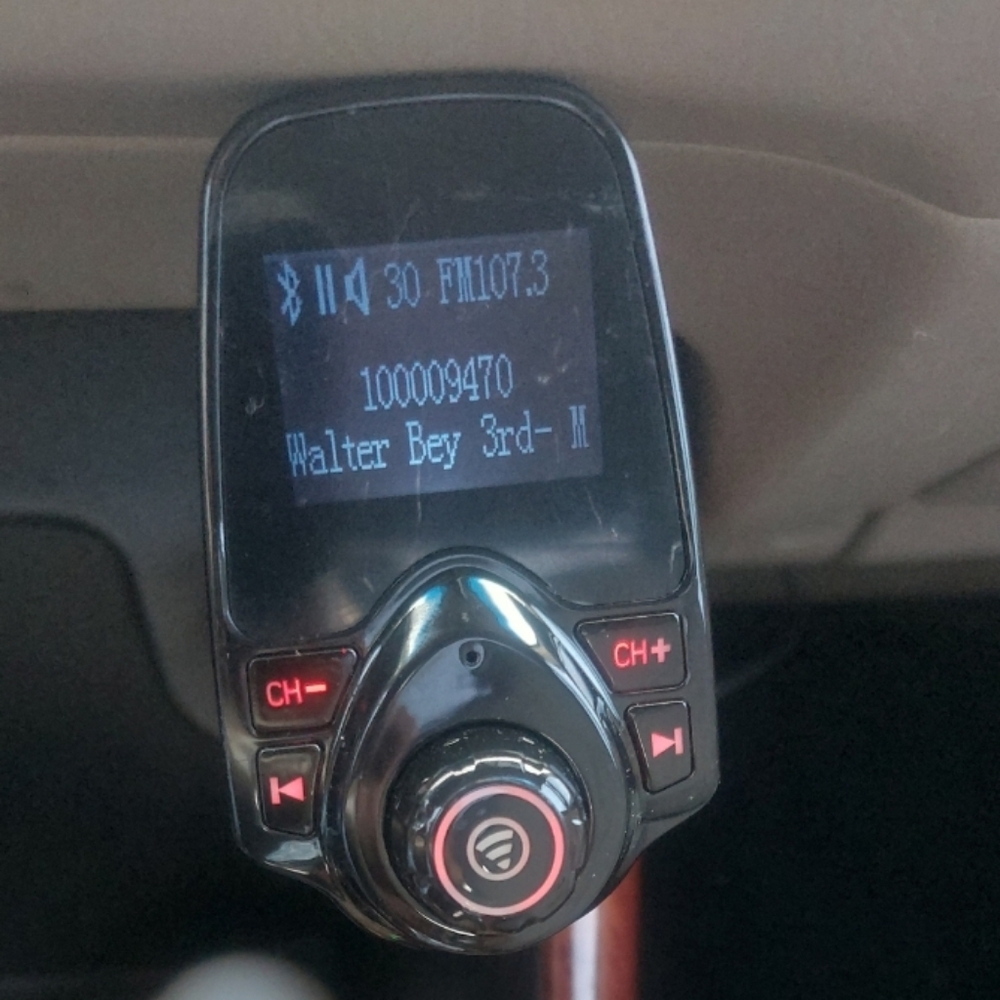 30 FM107.3
100009470
Walter Bey 3rd- M
CH- CH+